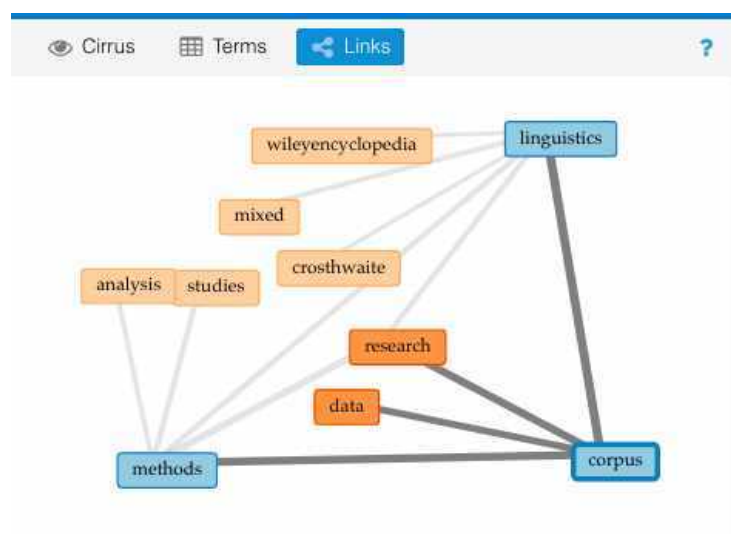 Cirrus Terms Links ?
linguistics
wileyencyclopedia
mixed
crosthwaite
analysis studies
research
data
methods corpus